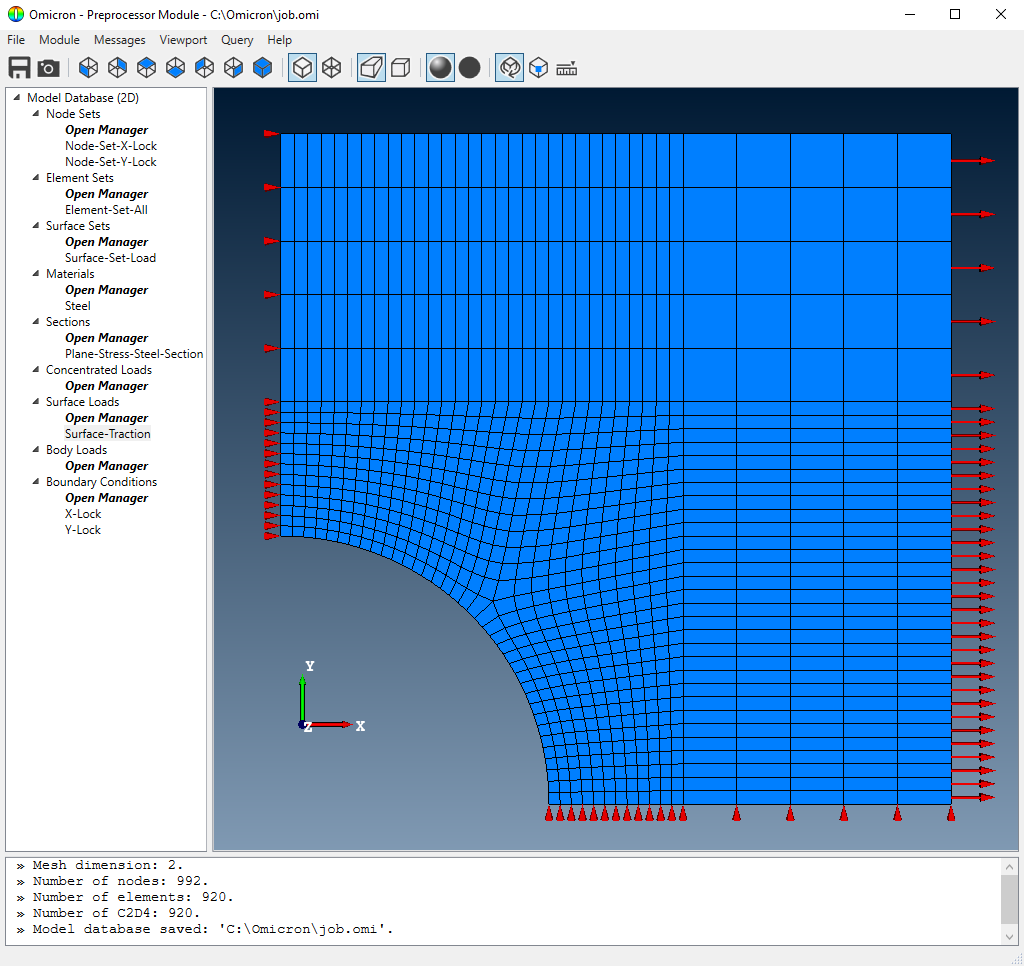 Omicron - Preprocessor Module - C:\Omicron\job.omi
File Module Messages Viewport Query Help
Model Database (2D)
Node Sets
Open Manager
Node-Set-X-Lock
Node-Set-Y-Lock
Element Sets
Open Manager
Element-Set-All
Surface Sets
Open Manager
Surface-Set-Load
Materials
Open Manager
Steel
Sections
Open Manager
Plane-Stress-Steel-Section
Concentrated Loads
Open Manager
Surface Loads
Open Manager
Surface-Traction
Body Loads
Open Manager
Boundary Conditions
Open Manager
X-Lock
Y-Lock
Y
Z X
» Mesh dimension: 2.
» Number of nodes: 992.
» Number of elements: 920.
» Number of C2D4: 920.
» Model database saved: 'C:\Omicron\job.omi'.